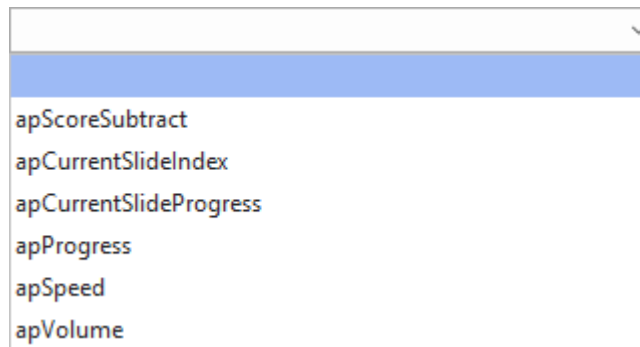 apScoreSubtract
apCurrentSlideIndex
apCurrentSlideProgress
apProgress
apSpeed
apVolume